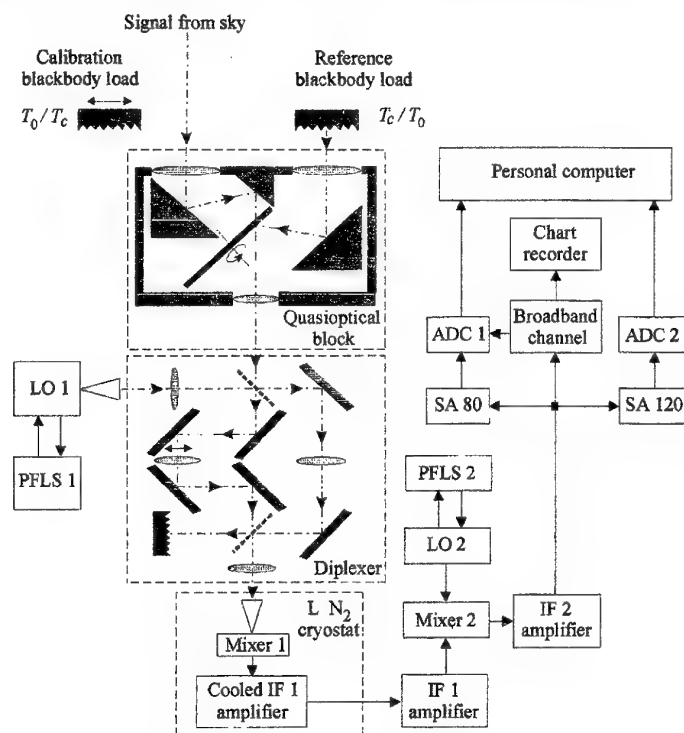 Signal from sky
Calibration
blackbody load
Reference
blackbody load
T₀/T_c
T_c/T₀
Quasioptical
block
LO 1
PFLS 1
Diplexer
L N₂
cryostat
Mixer 1
Cooled IF 1
amplifier
IF 1
amplifier
Mixer 2
LO 2
PFLS 2
IF 2
amplifier
SA 80
SA 120
ADC 1
Broadband
channel
ADC 2
Chart
recorder
Personal computer